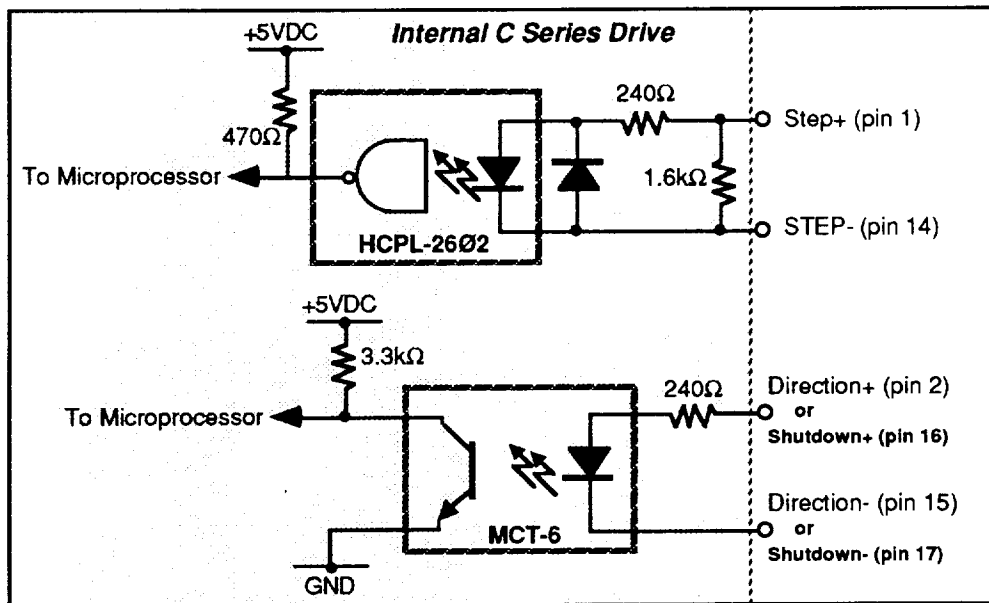 Internal C Series Drive
+5VDC
470Ω
To Microprocessor
HCPL-26Ø2
240Ω
1.6kΩ
Step+ (pin 1)
STEP- (pin 14)
+5VDC
3.3kΩ
To Microprocessor
GND
MCT-6
240Ω
Direction+ (pin 2)
or
Shutdown+ (pin 16)
Direction- (pin 15)
or
Shutdown- (pin 17)